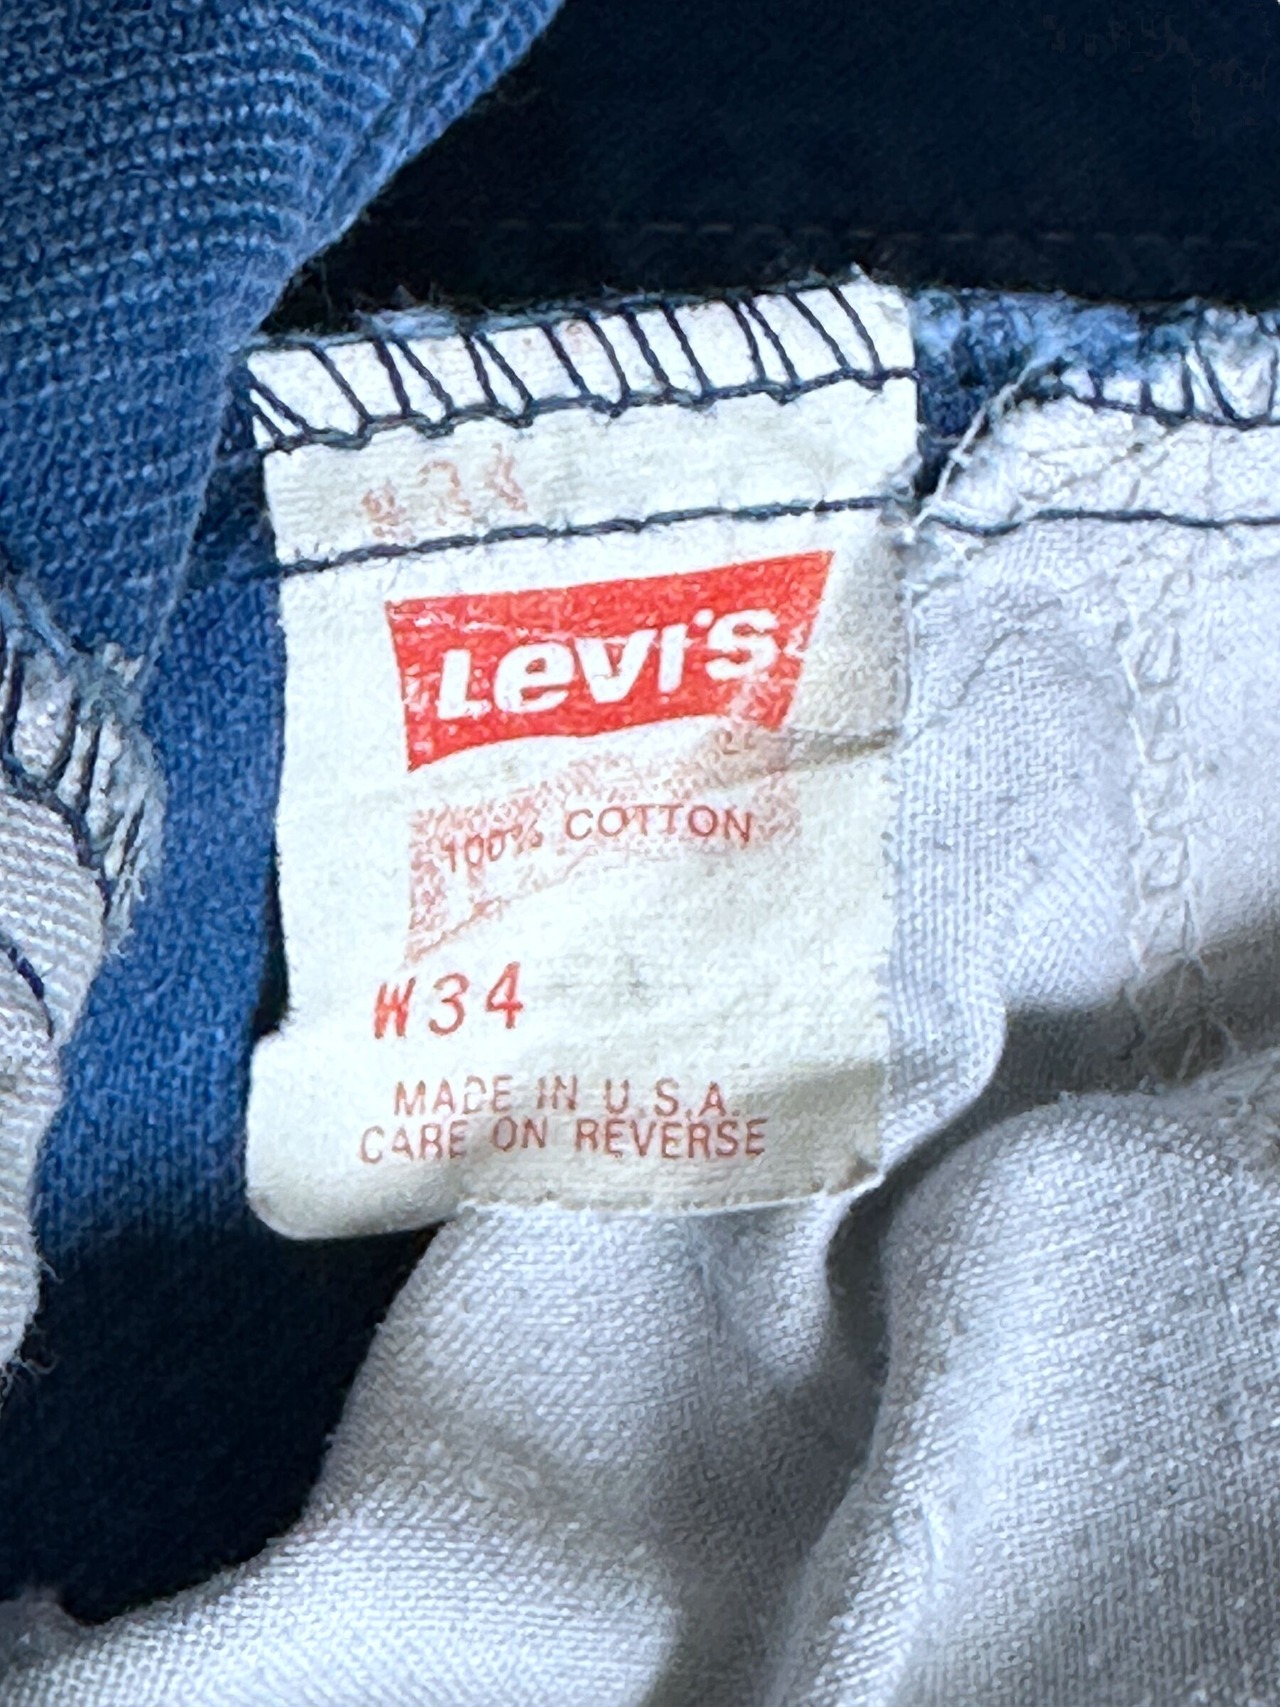 Levi's
100% COTTON
W34
MADE IN U.S.A.
CARE ON REVERSE